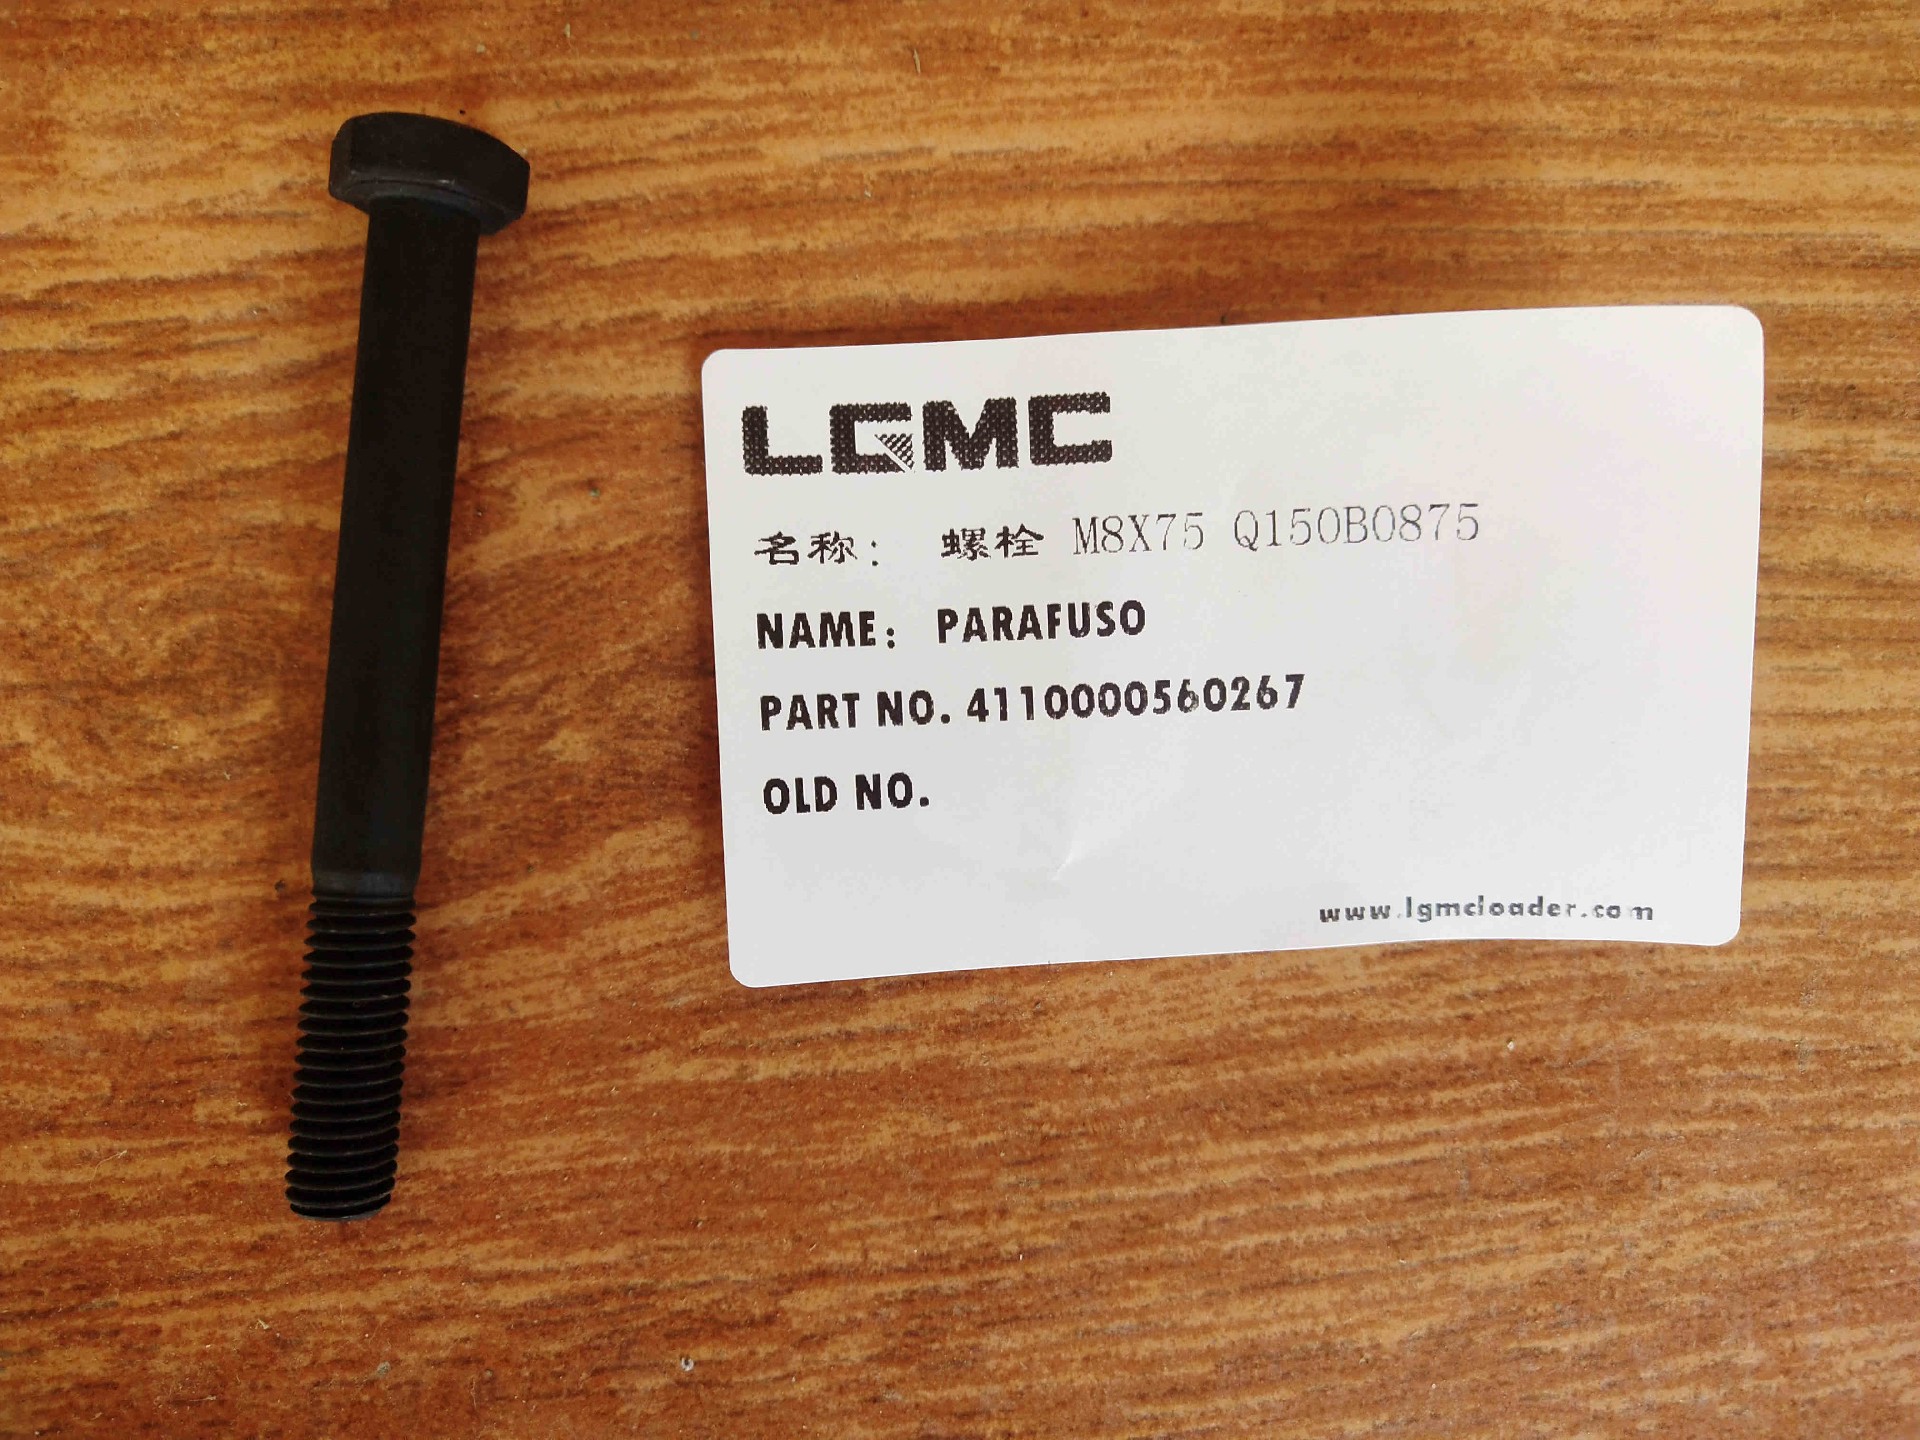 LGMC
名称： 螺栓 M8X75 Q150B0875
NAME： PARAFUSO
PART NO. 4110000560267
OLD NO.
www.lgmcloader.com